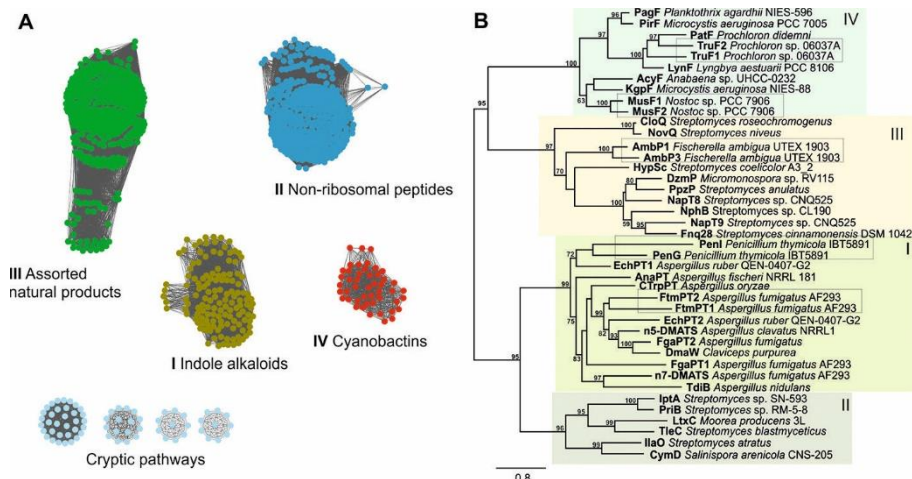 A
II Non-ribosomal peptides
III Assorted
natural products
I Indole alkaloids
IV Cyanobactins
Cryptic pathways
B
IV
96
PagF Planktothrix agardhii NIES-596
PirF Microcystis aeruginosa PCC 7005
PatF Prochloron didemni
100
TruF2 Prochloron sp. 06037A
97
TruF1 Prochloron sp. 06037A
LynF Lyngbya aestuarii PCC 8106
100
AcyF Anabaena sp. UHCC-0232
KgpF Microcystis aeruginosa NIES-88
63
100
MusF1 Nostoc sp. PCC 7906
MusF2 Nostoc sp. PCC 7906
95
CloQ Streptomyces roseochromogenus
NovQ Streptomyces niveus
III
97
100
AmbP1 Fischerella ambigua UTEX 1903
AmbP3 Fischerella ambigua UTEX 1903
70
HypSc Streptomyces coelicolor A3_2
80
DzmP Micromonospora sp. RV115
PpzP Streptomyces anulatus
100
NapT8 Streptomyces sp. CNQ525
NphB Streptomyces sp. CL190
59
95
NapT9 Streptomyces sp. CNQ525
Fnq28 Streptomyces cinnamonensis DSM 1042
I
PenI Penicillium thymicola IBT5891
72
PenG Penicillium thymicola IBT5891
EchPT1 Aspergillus ruber QEN-0407-G2
99
AnaPT Aspergillus fischeri NRRL 181
CTrpPT Aspergillus oryzae
75
FtmPT2 Aspergillus fumigatus AF293
99
FtmPT1 Aspergillus fumigatus AF293
93
EchPT2 Aspergillus ruber QEN-0407-G2
82
n5-DMATS Aspergillus clavatus NRRL1
FgaPT2 Aspergillus fumigatus
100
DmaW Claviceps purpurea
83
FgaPT1 Aspergillus fumigatus AF293
95
n7-DMATS Aspergillus fumigatus AF293
97
TdiB Aspergillus nidulans
100
IptA Streptomyces sp. SN-593
PriB Streptomyces sp. RM-5-8
II
LtxC Moorea producens 3L
99
TleC Streptomyces blastmyceticus
96
IlaO Streptomyces atratus
CymD Salinispora arenicola CNS-205
0.8